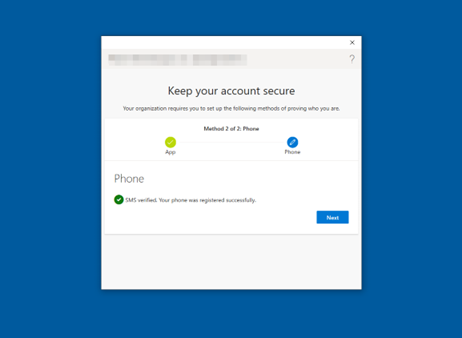 Keep your account secure
Your organization requires you to set up the following methods of proving who you are.
Method 2 of 2: Phone
App
Phone
Phone
SMS verified. Your phone was registered successfully.
Next